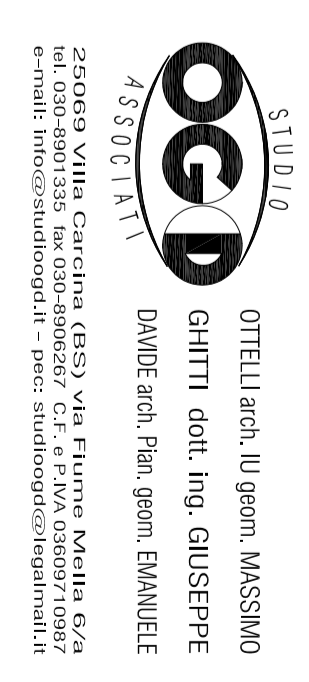 STUDIO
OGD
ASSOCIATI
OTTELLI arch. IU geom. MASSIMO
GHITTI dott. ing. GIUSEPPE
DAVIDE arch. Pian. geom. EMANUELE
25069 Villa Carcina (BS) via Fiume Mella 6/a
tel. 030-8901335 fax 030-8906267 C.F. e P.IVA 03609710987
e-mail: info@studioogd.it - pec: studioogd@legalmail.it